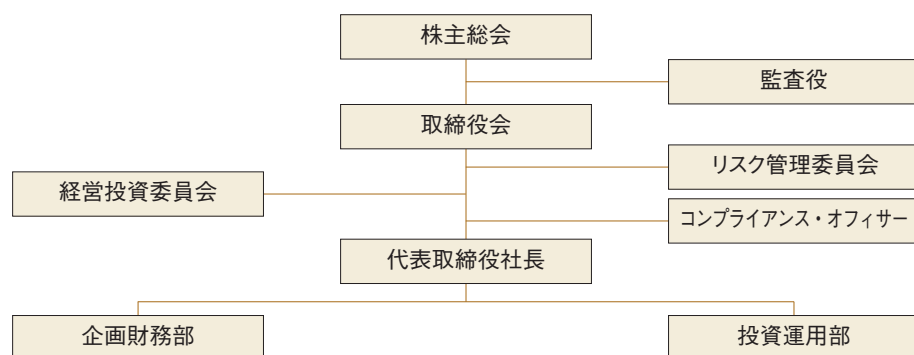 株主総会
監査役
取締役会
リスク管理委員会
経営投資委員会
コンプライアンス・オフィサー
代表取締役社長
企画財務部
投資運用部